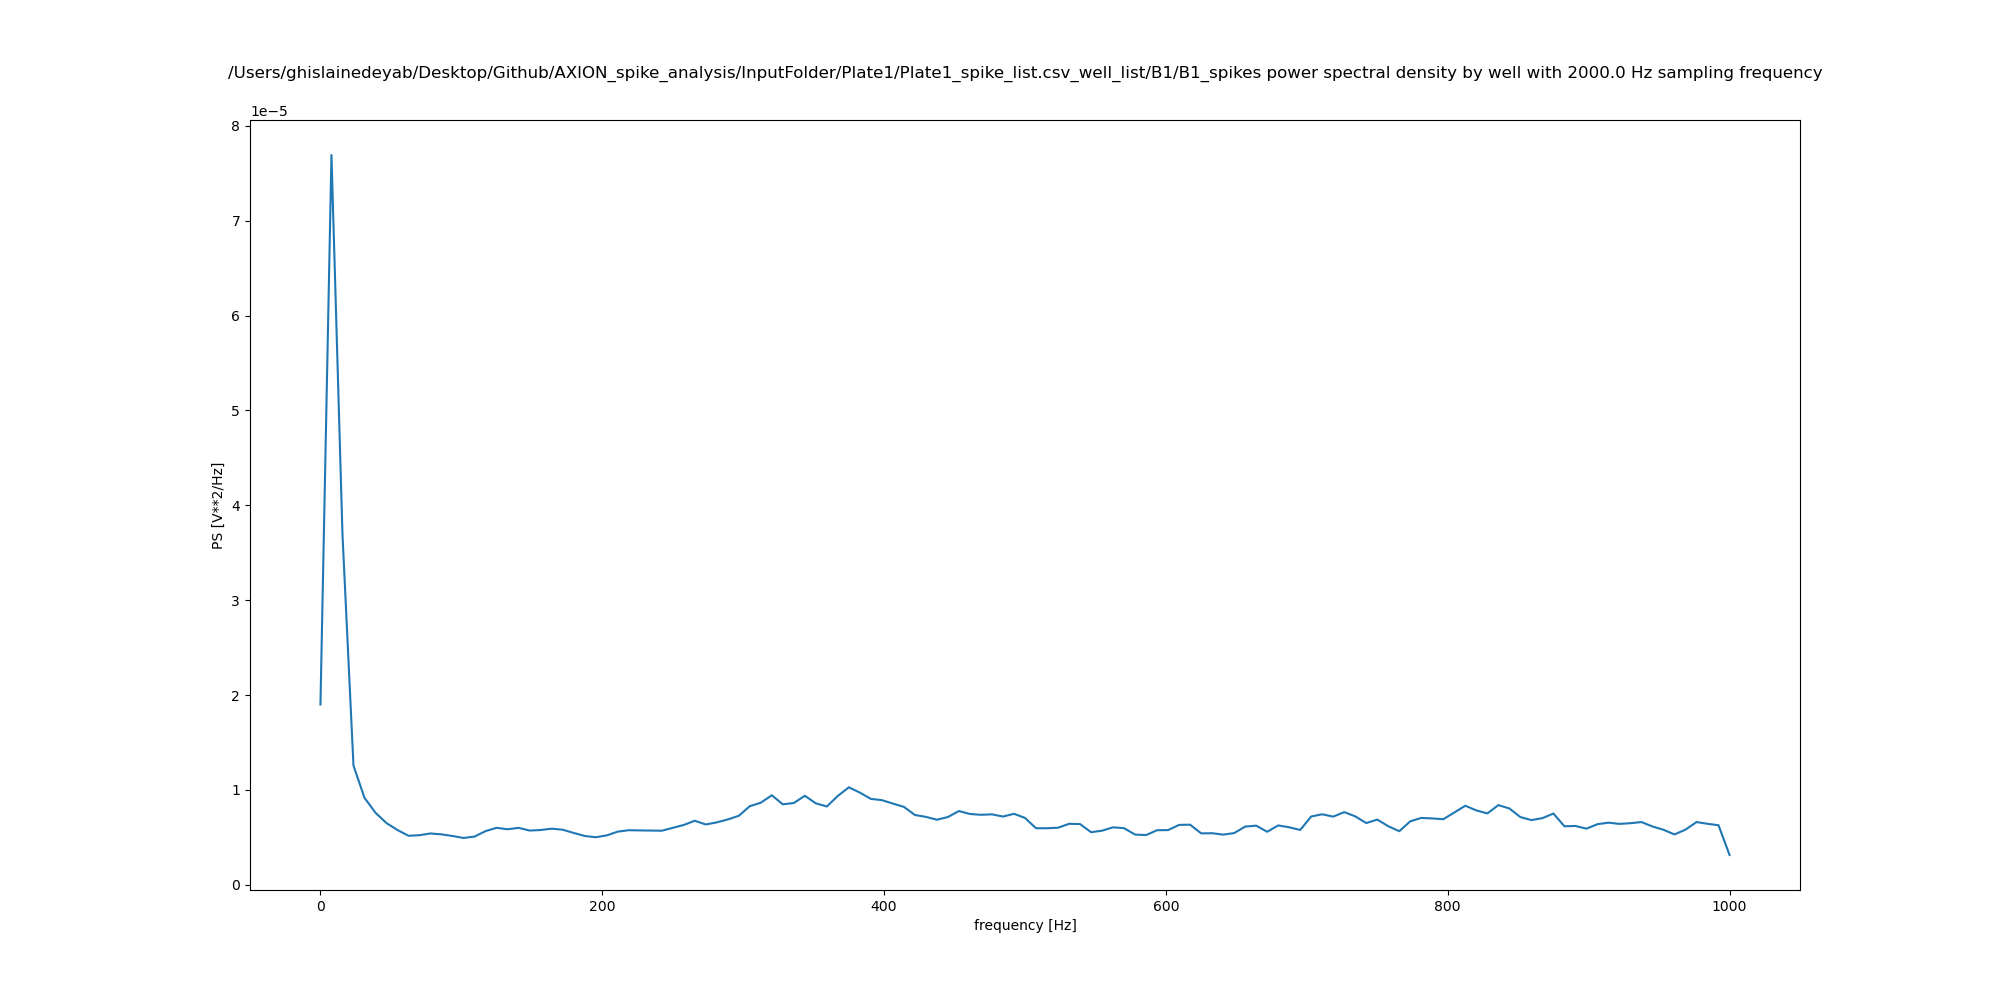 /Users/ghislainedeyab/Desktop/Github/AXION_spike_analysis/InputFolder/Plate1/Plate1_spike_list.csv_well_list/B1/B1_spikes power spectral density by well with 2000.0 Hz sampling frequency
1e−5
8
7
6
5
4
3
2
1
0
PS [V**2/Hz]
0 200 400 600 800 1000
frequency [Hz]